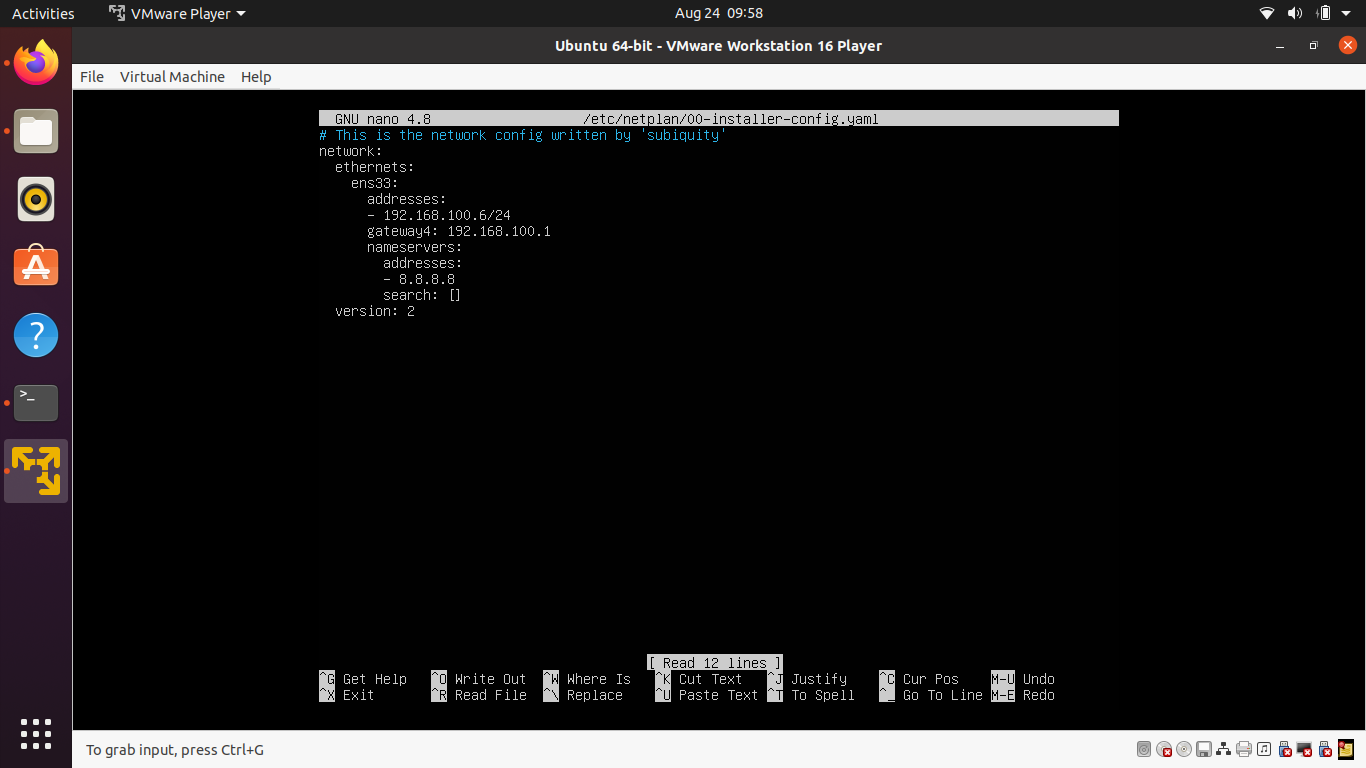 Activities VMware Player Aug 24 09:58
Ubuntu 64-bit - VMware Workstation 16 Player
File Virtual Machine Help
GNU nano 4.8 /etc/netplan/00-installer-config.yaml
# This is the network config written by 'subiquity'
network:
  ethernets:
    ens33:
      addresses:
      - 192.168.100.6/24
      gateway4: 192.168.100.1
      nameservers:
        addresses:
        - 8.8.8.8
        search: []
  version: 2
[ Read 12 lines ]
^G Get Help ^O Write Out ^W Where Is ^K Cut Text ^J Justify ^C Cur Pos M-U Undo
^X Exit ^R Read File ^\ Replace ^U Paste Text ^T To Spell ^_ Go To Line M-E Redo
To grab input, press Ctrl+G